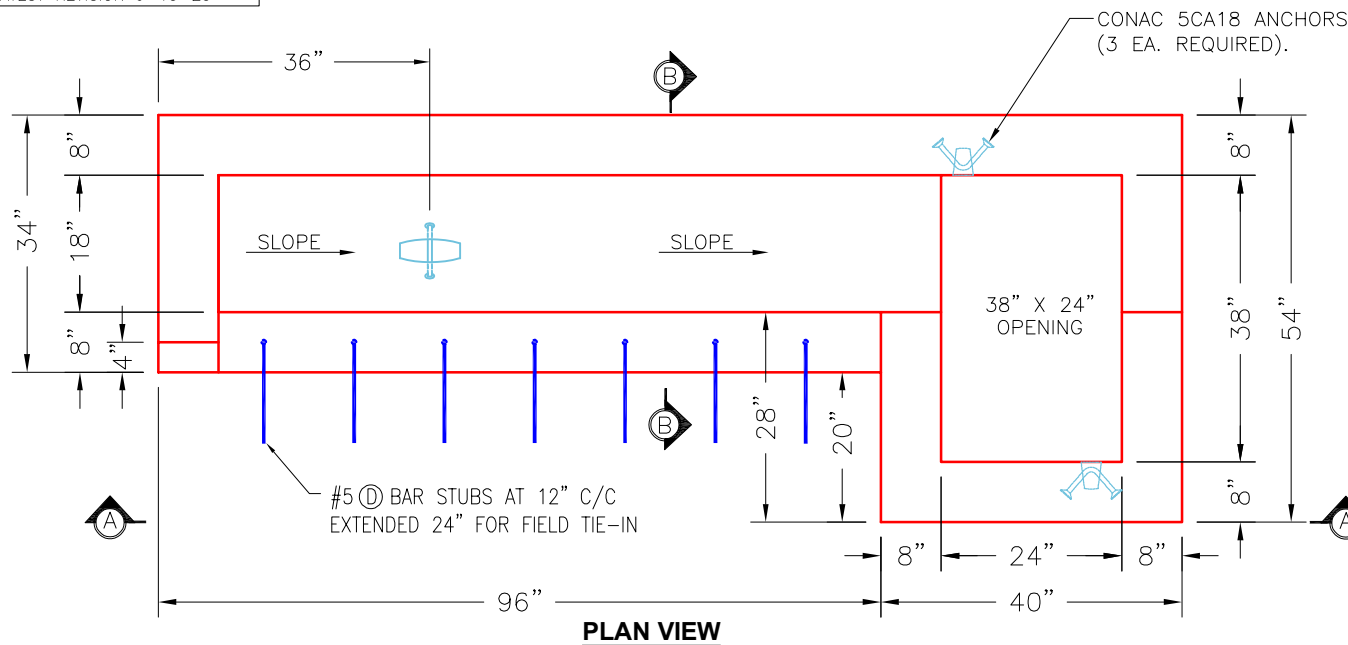 CONAC 5CA18 ANCHORS
(3 EA. REQUIRED).
36”
B
8”
8”
34”
18”
SLOPE
SLOPE
38” X 24”
OPENING
38”
54”
8”
4”
28”
20”
B
8”
#5 D BAR STUBS AT 12” C/C
EXTENDED 24” FOR FIELD TIE–IN
A
A
8”
24”
8”
96”
40”
PLAN VIEW